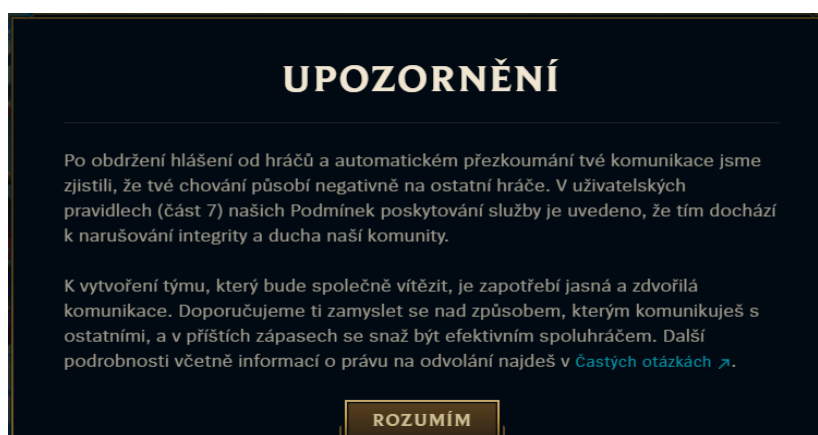 UPOZORNĚNÍ
Po obdržení hlášení od hráčů a automatickém přezkoumání tvé komunikace jsme
zjistili, že tvé chování působí negativně na ostatní hráče. V uživatelských
pravidlech (část 7) našich Podmínek poskytování služby je uvedeno, že tím dochází
k narušování integrity a ducha naší komunity.
K vytvoření týmu, který bude společně vítězit, je zapotřebí jasná a zdvořilá
komunikace. Doporučujeme ti zamyslet se nad způsobem, kterým komunikuješ s
ostatními, a v příštích zápasech se snaž být efektivním spoluhráčem. Další
podrobnosti včetně informací o právu na odvolání najdeš v Častých otázkách ↗.
ROZUMÍM